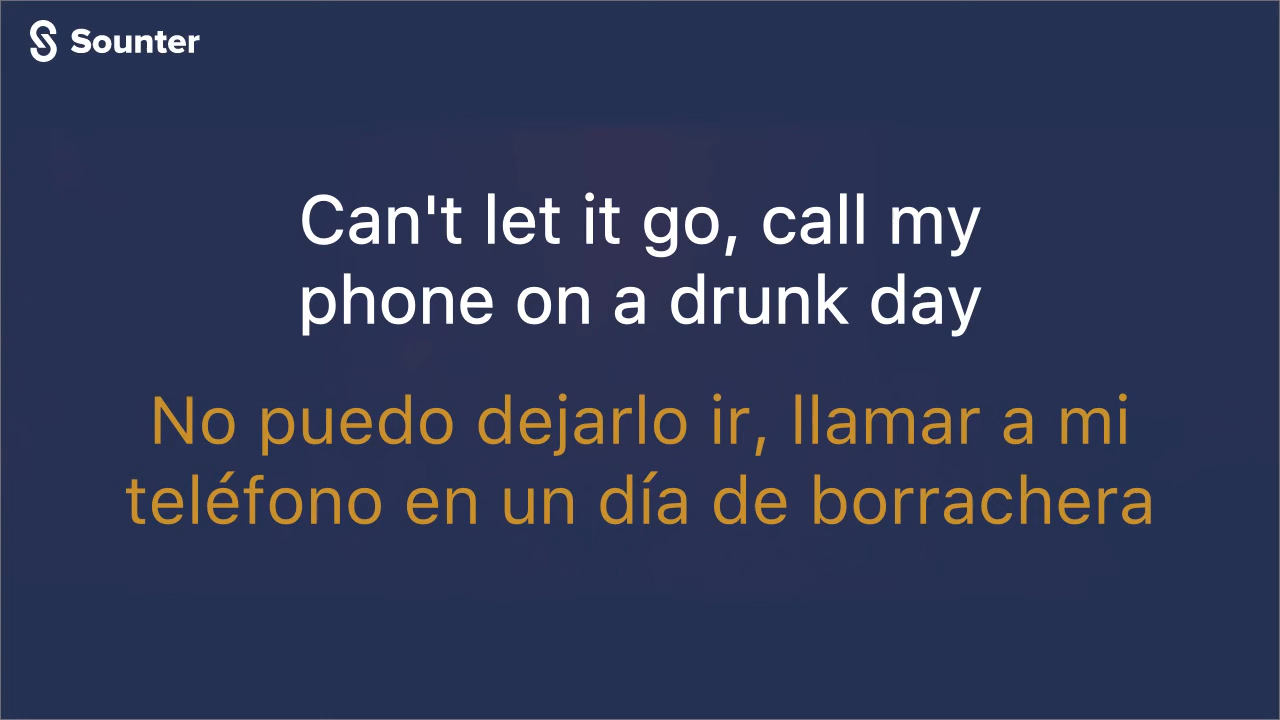 Sounter
Can't let it go, call my
phone on a drunk day
No puedo dejarlo ir, llamar a mi
teléfono en un día de borrachera